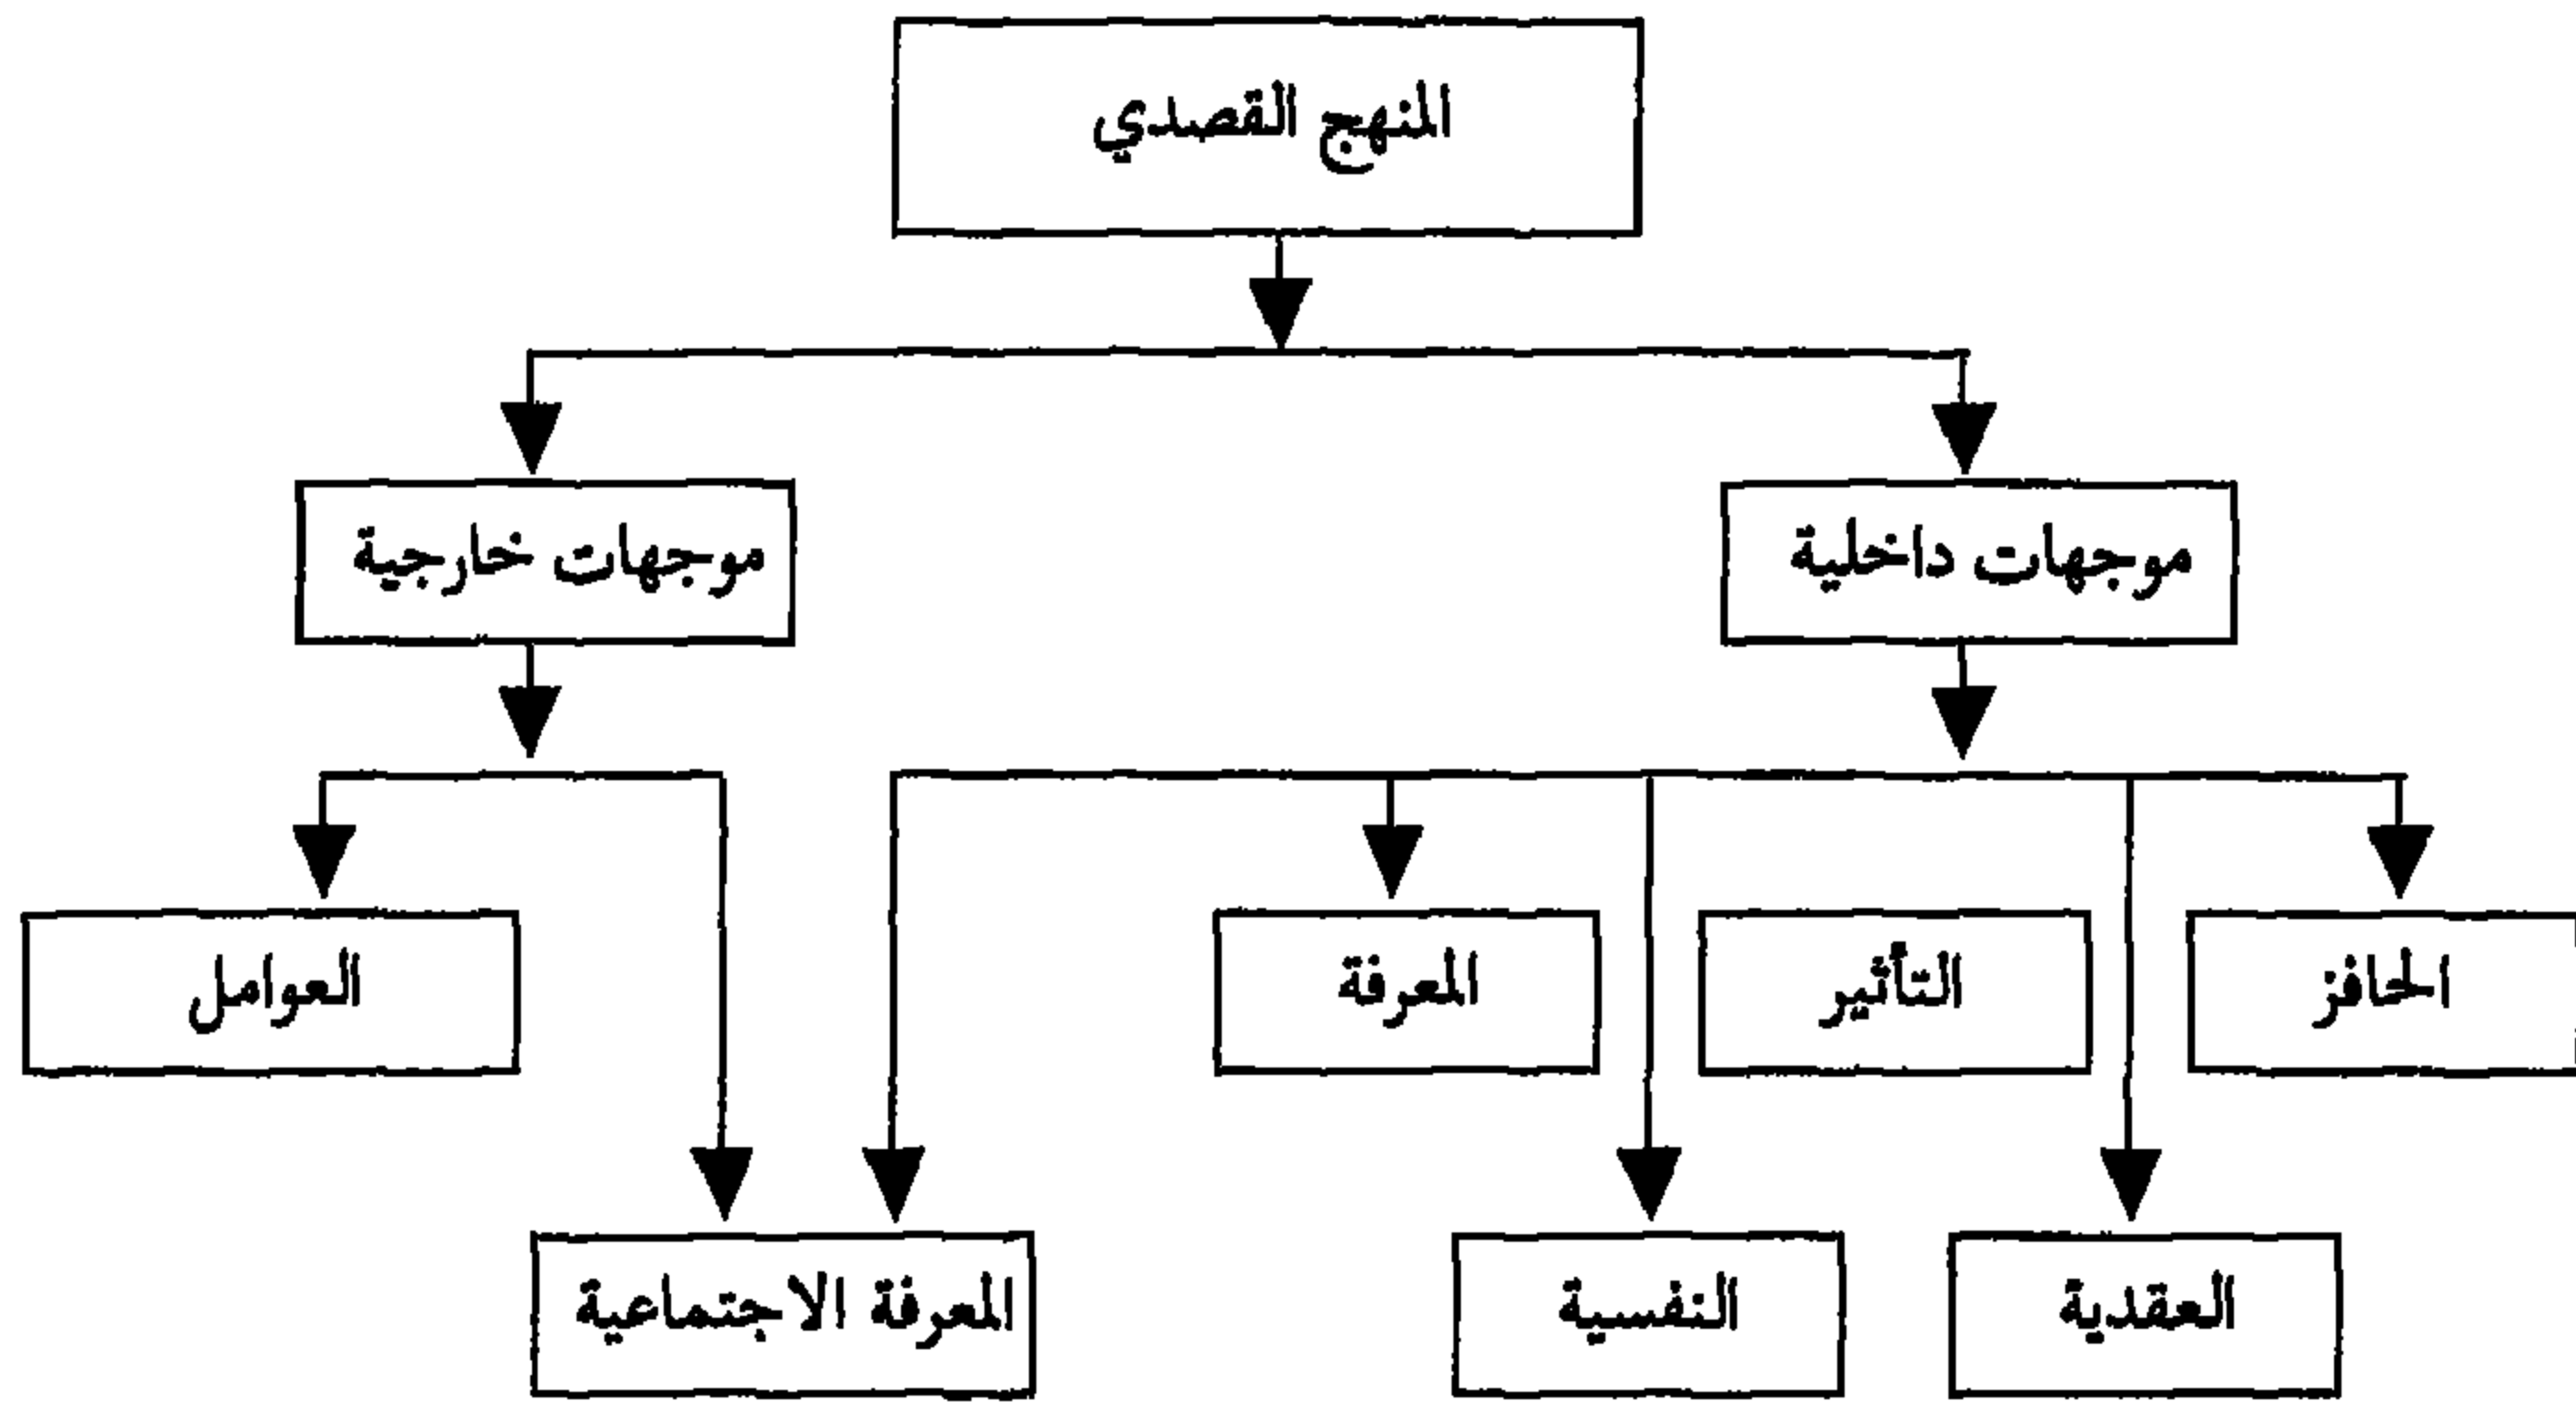 المنهج القصدي
موجهات داخلية
موجهات خارجية
الحافز
التأثير
المعرفة
العوامل
العقدية
النفسية
المعرفة الاجتماعية